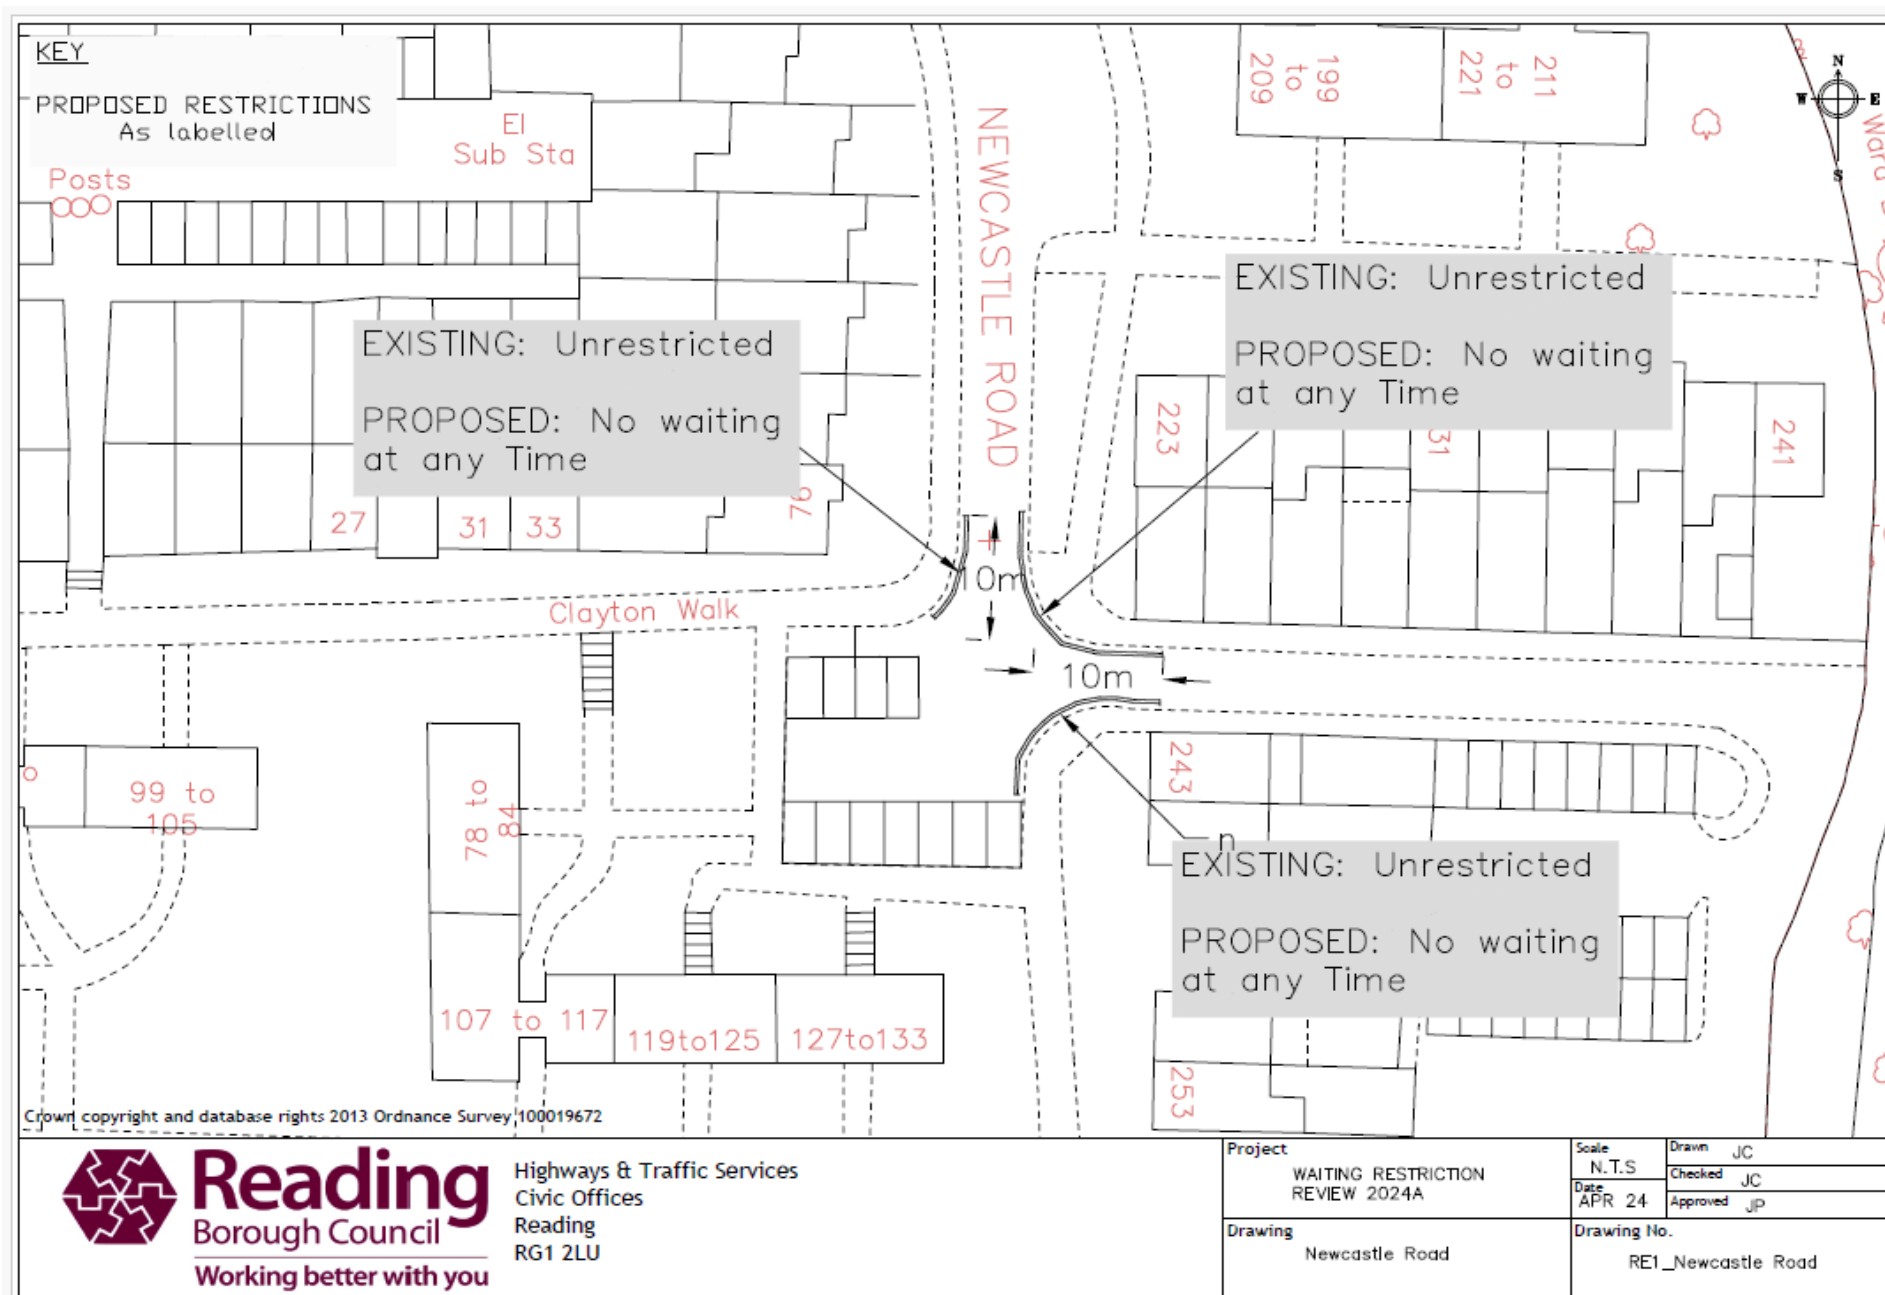 KEY
PROPOSED RESTRICTIONS
As labelled
El
Sub Sta
Posts
NEWCASTLE ROAD
199
to
209
211
to
221
N
W
E
S
EXISTING: Unrestricted
PROPOSED: No waiting
at any Time
EXISTING: Unrestricted
PROPOSED: No waiting
at any Time
223
31
241
27
31
33
76
10m
Clayton Walk
10m
99 to
105
78 to
84
243
n
EXISTING: Unrestricted
PROPOSED: No waiting
at any Time
107 to 117
119to125
127to133
253
Crown copyright and database rights 2013 Ordnance Survey 100019672
Reading
Borough Council
Working better with you
Highways & Traffic Services
Civic Offices
Reading
RG1 2LU
Project
WAITING RESTRICTION
REVIEW 2024A
Scale
N.T.S
Date
APR 24
Drawn JC
Checked JC
Approved JP
Drawing
Newcastle Road
Drawing No.
RE1_Newcastle Road